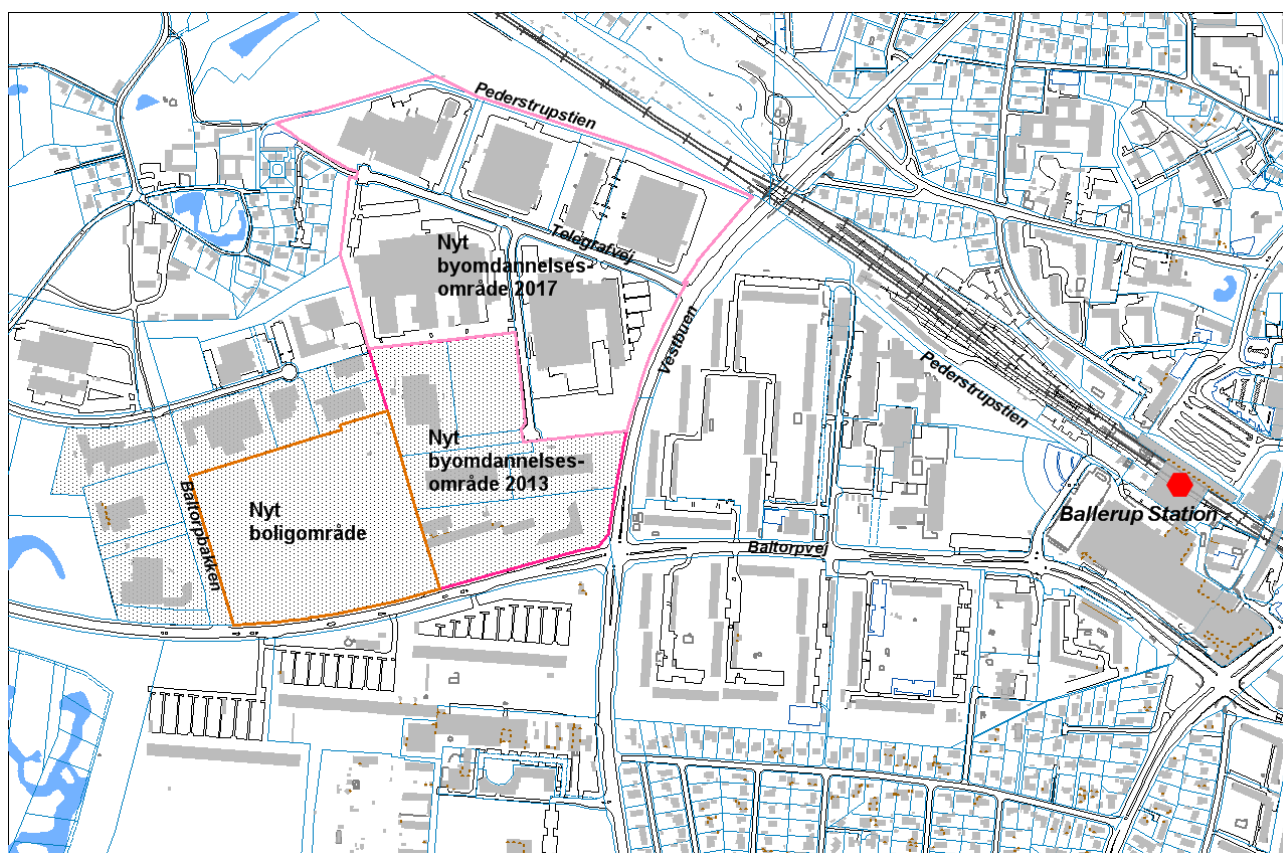 Pederstrupstien
Telegrafvej
Nyt
byomdannelses-
område 2017
Vestbuen
Pederstrupstien
Nyt
byomdannelses-
område 2013
Baltorpbakken
Nyt
boligområde
Ballerup Station
Baltorpvej